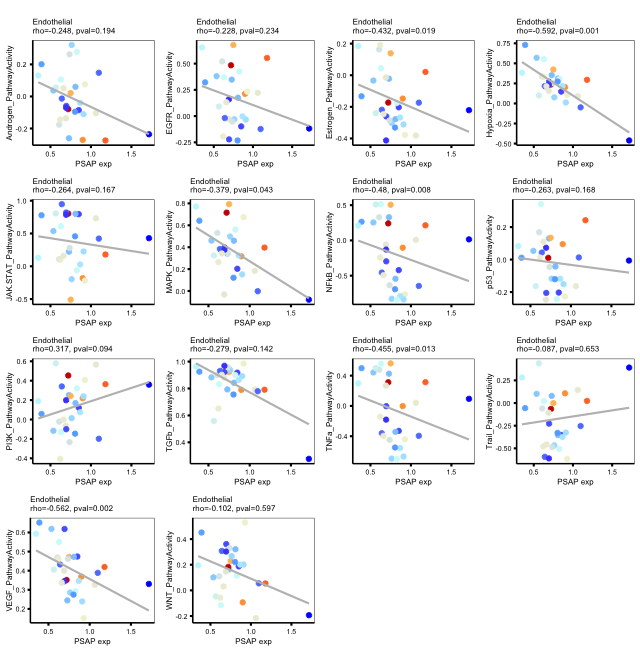 Endothelial
rho=-0.248, pval=0.194
Androgen_PathwayActivity
0.2
0.0
-0.2
0.5
1.0
1.5
PSAP exp
Endothelial
rho=-0.228, pval=0.234
EGFR_PathwayActivity
0.50
0.25
0.00
-0.25
0.5
1.0
1.5
PSAP exp
Endothelial
rho=-0.432, pval=0.019
Estrogen_PathwayActivity
0.2
0.0
-0.2
-0.4
0.5
1.0
1.5
PSAP exp
Endothelial
rho=-0.592, pval=0.001
Hypoxia_PathwayActivity
0.75
0.50
0.25
0.00
-0.25
-0.50
0.5
1.0
1.5
PSAP exp
Endothelial
rho=-0.264, pval=0.167
JAK-STAT_PathwayActivity
1.0
0.5
0.0
-0.5
0.5
1.0
1.5
PSAP exp
Endothelial
rho=-0.379, pval=0.043
MAPK_PathwayActivity
0.8
0.6
0.4
0.2
0.0
0.5
1.0
1.5
PSAP exp
Endothelial
rho=-0.48, pval=0.008
NFkB_PathwayActivity
0.5
0.0
-0.5
0.5
1.0
1.5
PSAP exp
Endothelial
rho=-0.263, pval=0.168
p53_PathwayActivity
0.2
0.0
-0.2
0.5
1.0
1.5
PSAP exp
Endothelial
rho=0.317, pval=0.094
PI3K_PathwayActivity
0.6
0.4
0.2
0.0
-0.2
-0.4
0.5
1.0
1.5
PSAP exp
Endothelial
rho=-0.279, pval=0.142
TGFb_PathwayActivity
1.0
0.8
0.6
0.4
0.5
1.0
1.5
PSAP exp
Endothelial
rho=-0.455, pval=0.013
TNFa_PathwayActivity
0.4
0.0
-0.4
0.5
1.0
1.5
PSAP exp
Endothelial
rho=-0.087, pval=0.653
Trail_PathwayActivity
0.25
0.00
-0.25
-0.50
0.5
1.0
1.5
PSAP exp
Endothelial
rho=-0.562, pval=0.002
VEGF_PathwayActivity
0.6
0.5
0.4
0.3
0.2
0.5
1.0
1.5
PSAP exp
Endothelial
rho=-0.102, pval=0.597
WNT_PathwayActivity
0.4
0.2
0.0
-0.2
0.5
1.0
1.5
PSAP exp